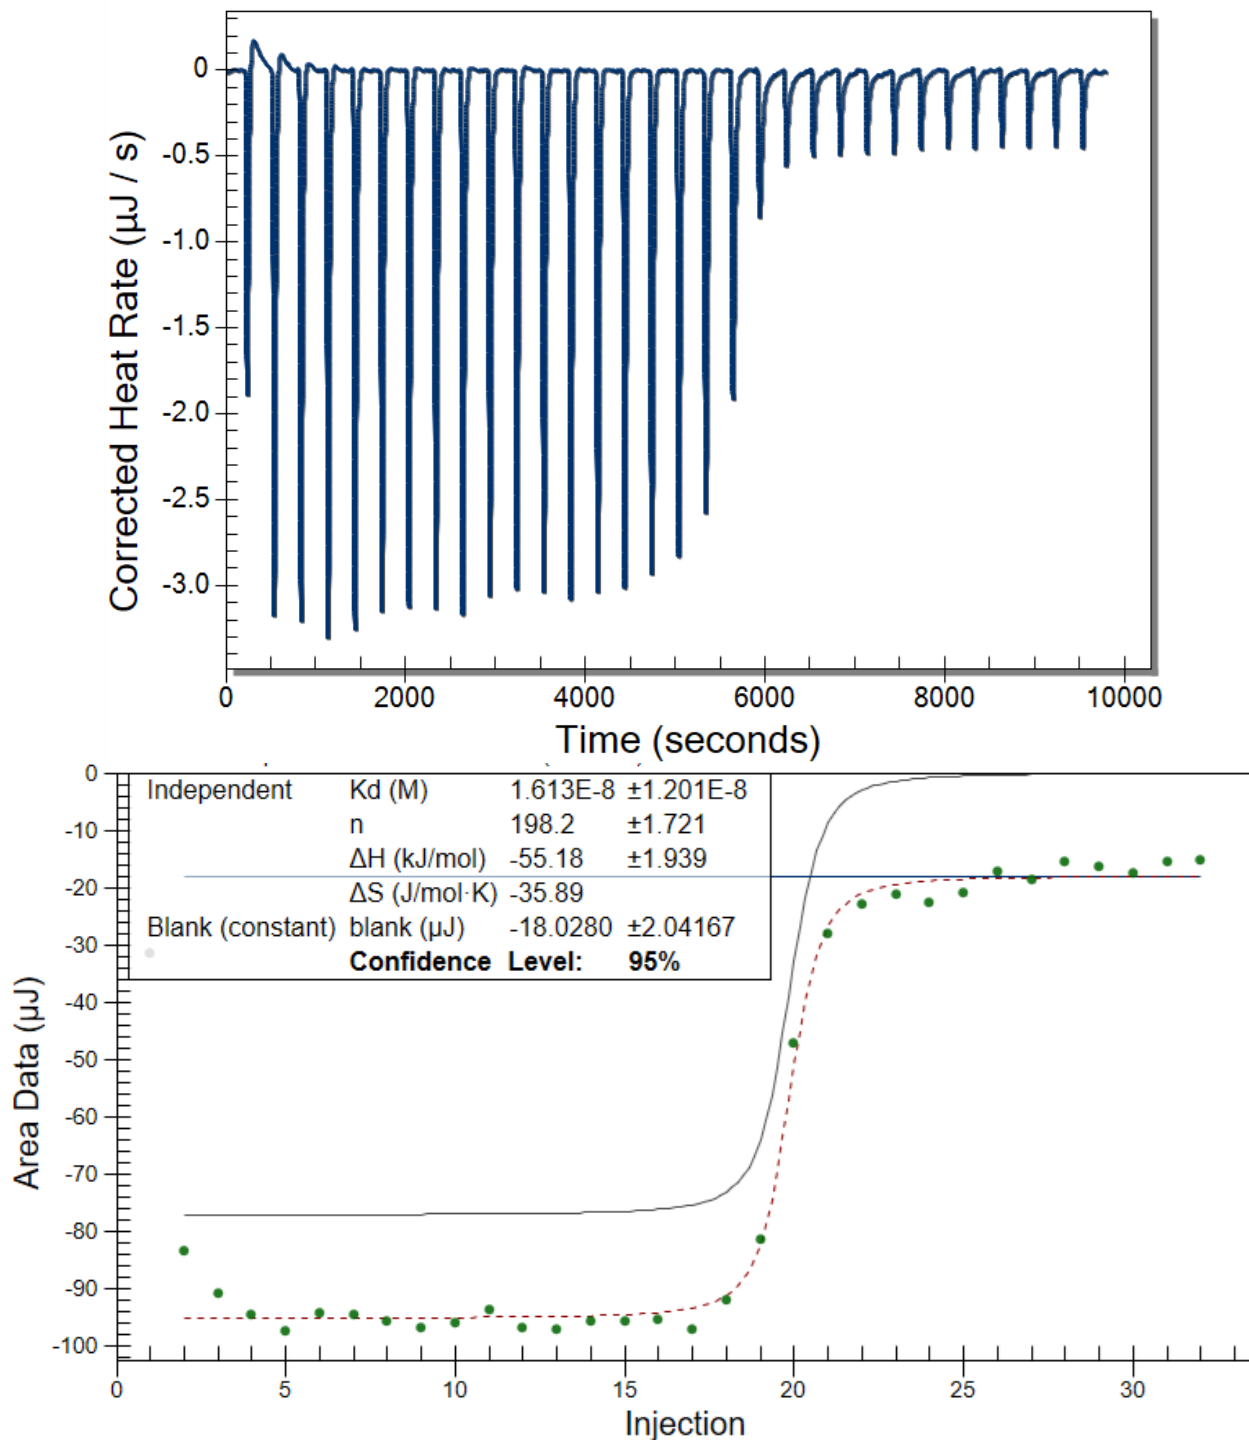 0
-0.5
-1.0
-1.5
-2.0
-2.5
-3.0
Corrected Heat Rate (µJ / s)
0 2000 4000 6000 8000 10000
Time (seconds)
Independent Kd (M) 1.613E-8 ±1.201E-8
n 198.2 ±1.721
ΔH (kJ/mol) -55.18 ±1.939
ΔS (J/mol·K) -35.89
Blank (constant) blank (µJ) -18.0280 ±2.04167
Confidence Level: 95%
0
-10
-20
-30
-40
-50
-60
-70
-80
-90
-100
Area Data (µJ)
0 5 10 15 20 25 30
Injection